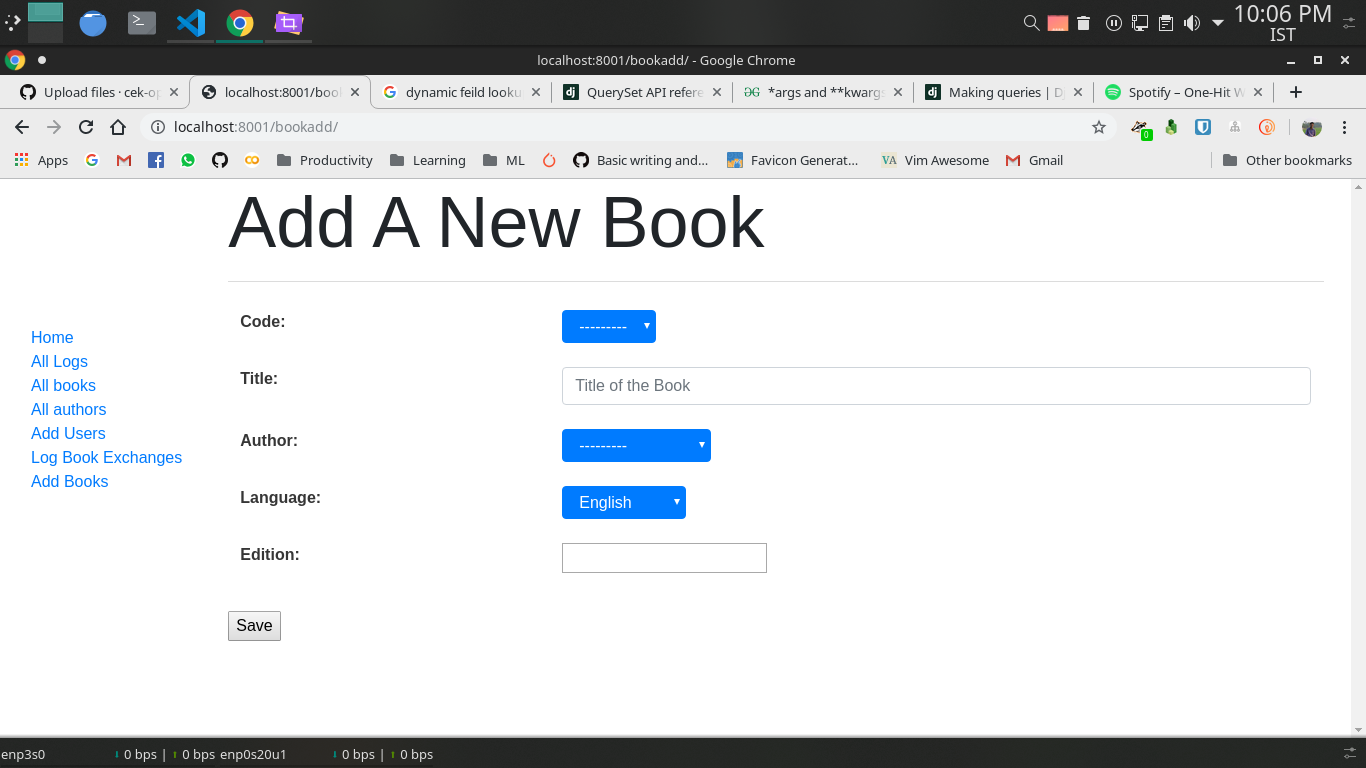 10:06 PM
IST
localhost:8001/bookadd/ - Google Chrome
Upload files · cek-op
localhost:8001/book
dynamic feild looku
QuerySet API refere
*args and **kwargs
Making queries | Dj
Spotify – One-Hit W
localhost:8001/bookadd/
0
Apps
Productivity
Learning
ML
Basic writing and...
Favicon Generat...
VA Vim Awesome
Gmail
Other bookmarks
Add A New Book
Home
All Logs
All books
All authors
Add Users
Log Book Exchanges
Add Books
Code: ---------
Title: Title of the Book
Author: ---------
Language: English
Edition:
Save
enp3s0 0 bps | 0 bps enp0s20u1 0 bps | 0 bps